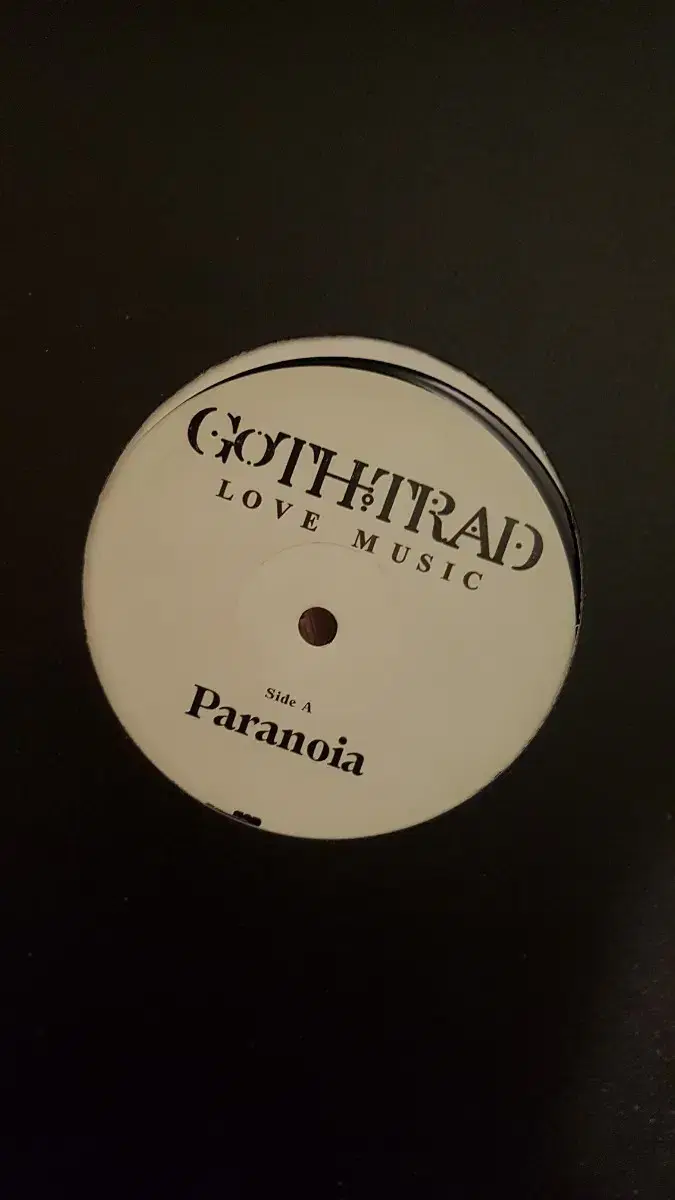 GOTH-TRAD
LOVE MUSIC
Side A
Paranoia